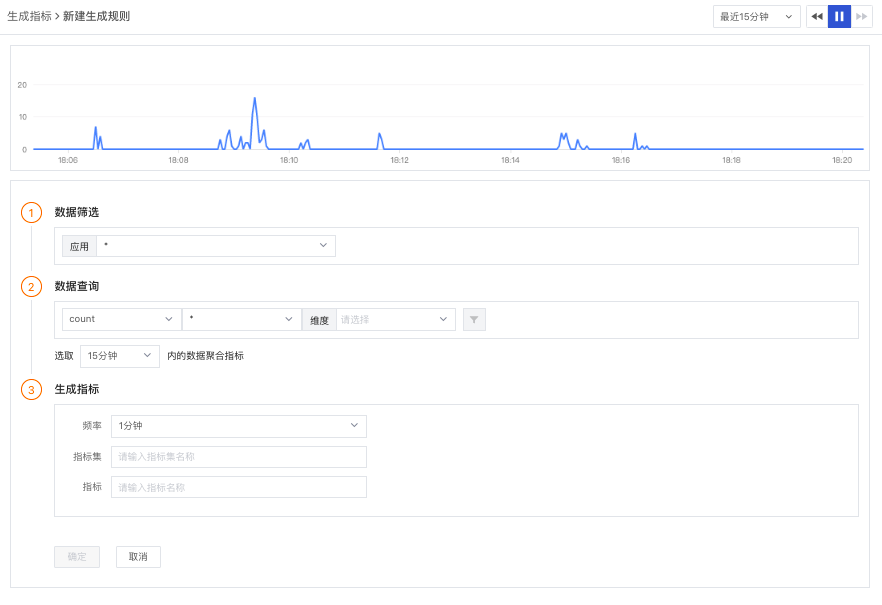 生成指标 > 新建生成规则 最近15分钟
20
10
0
18:06 18:08 18:10 18:12 18:14 18:16 18:18 18:20
1 数据筛选
应用 *
2 数据查询
count * 维度 请选择
选取 15分钟 内的数据聚合指标
3 生成指标
频率 1分钟
指标集 请输入指标集名称
指标 请输入指标名称
确定 取消